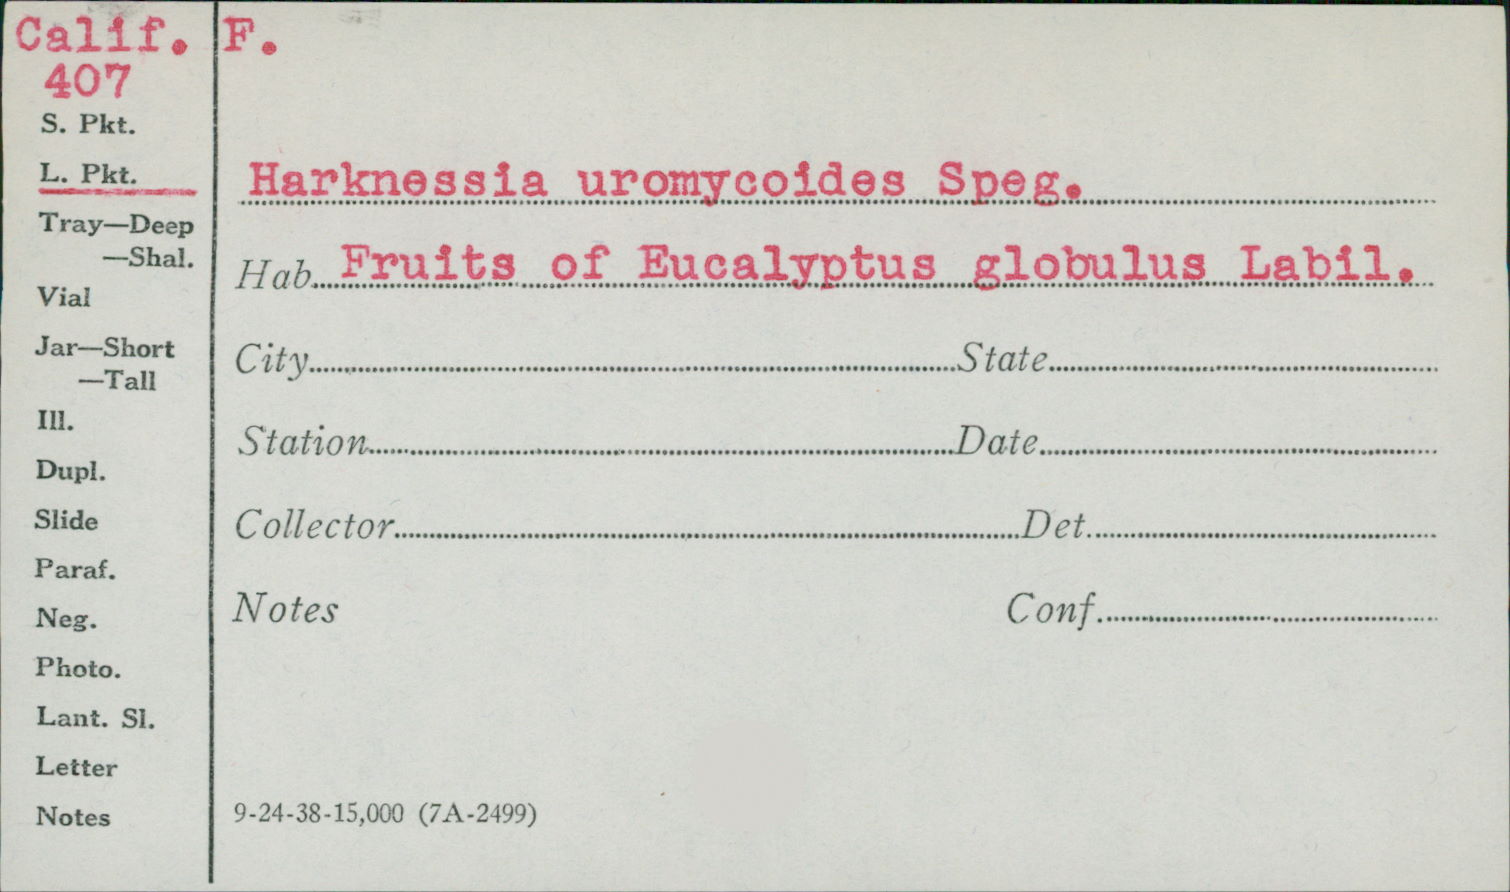 Calif. F.
407
S. Pkt.
L. Pkt.
Tray—Deep
—Shal.
Vial
Jar—Short
—Tall
Ill.
Dupl.
Slide
Paraf.
Neg.
Photo.
Lant. Sl.
Letter
Notes
Harknessia uromycoides Speg.
Hab. Fruits of Eucalyptus globulus Labil.
City State
Station Date
Collector Det.
Notes Conf.
9-24-38-15,000 (7A-2499)